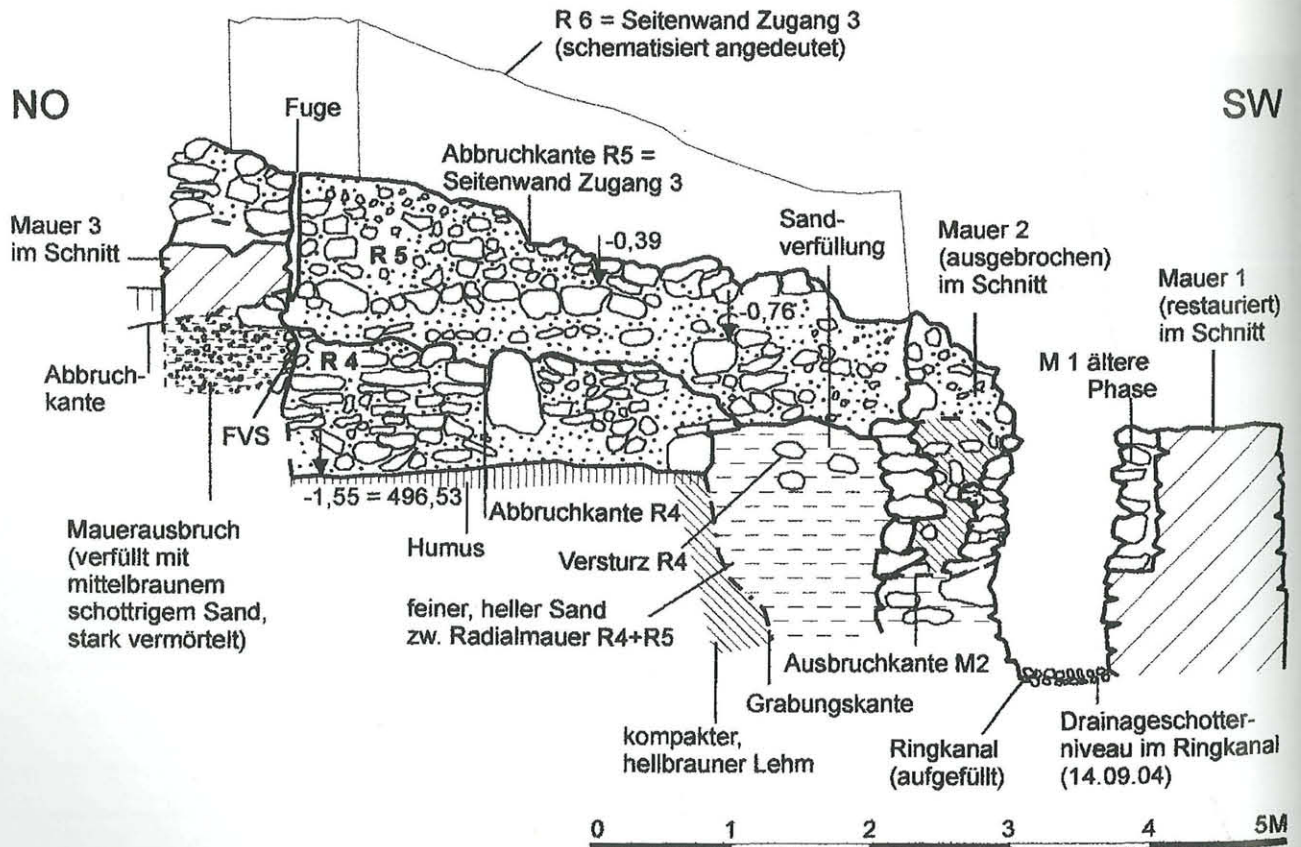 R 6 = Seitenwand Zugang 3
(schematisiert angedeutet)
NO
SW
Fuge
Abbruchkante R5 =
Seitenwand Zugang 3
Sand-
verfüllung
Mauer 3
im Schnitt
-0,39
Mauer 2
(ausgebrochen)
im Schnitt
R 5
Mauer 1
(restauriert)
im Schnitt
-0,76
M 1 ältere
Phase
R 4
Abbruch-
kante
FVS
-1,55 = 496,53
Abbruchkante R4
Mauerausbruch
(verfüllt mit
mittelbraunem
schottrigem Sand,
stark vermörtelt)
Humus
Versturz R4
feiner, heller Sand
zw. Radialmauer R4+R5
Ausbruchkante M2
Grabungskante
kompakter,
hellbrauner Lehm
Ringkanal
(aufgefüllt)
Drainageschotter-
niveau im Ringkanal
(14.09.04)
0 1 2 3 4 5M